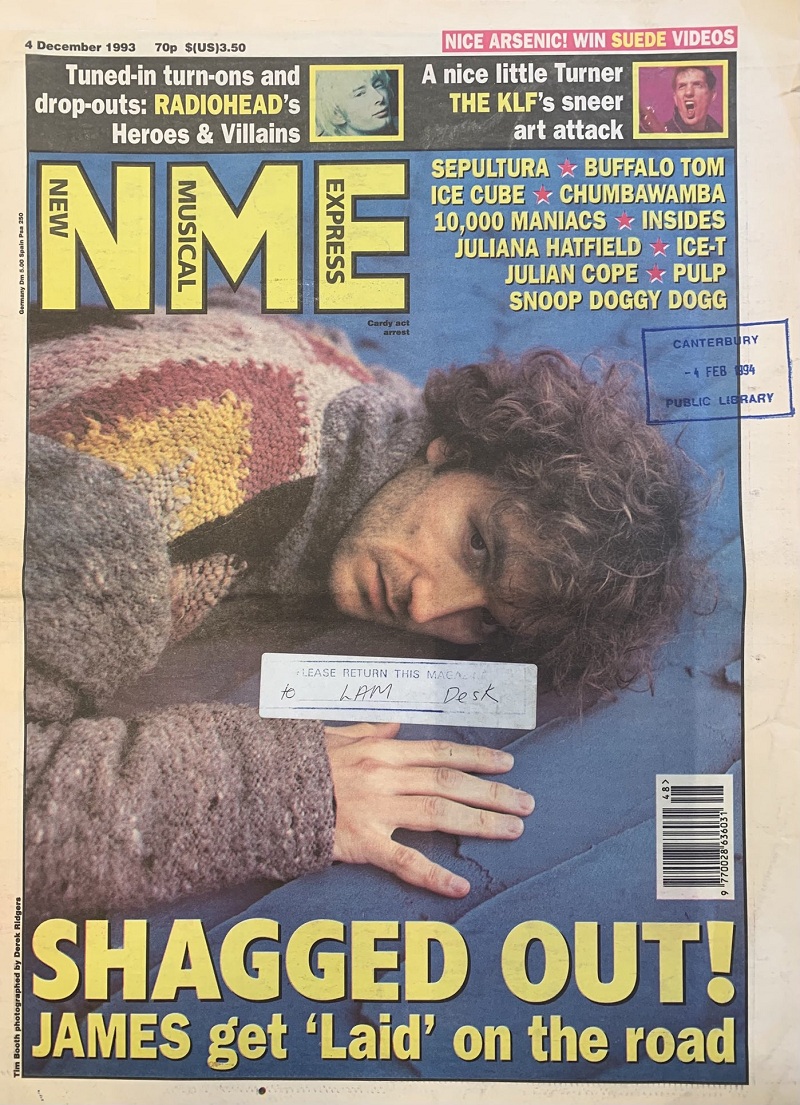 4 December 1993 70p $(US)3.50
NICE ARSENIC! WIN SUEDE VIDEOS
Tuned-in turn-ons and
drop-outs: RADIOHEAD's
Heroes & Villains
A nice little Turner
THE KLF's sneer
art attack
NEW
MUSICAL
EXPRESS
NME
SEPULTURA ★ BUFFALO TOM
ICE CUBE ★ CHUMBAWAMBA
10,000 MANIACS ★ INSIDES
JULIANA HATFIELD ★ ICE-T
JULIAN COPE ★ PULP
SNOOP DOGGY DOGG
Germany Dm 5.00 Spain Psa 250
Cardy act
arrest
CANTERBURY
- 4 FEB 1994
PUBLIC LIBRARY
PLEASE RETURN THIS MAGAZINE
to LAM Desk
48>
9 770028 636031
SHAGGED OUT!
JAMES get 'Laid' on the road
Tim Booth photographed by Derek Ridgers